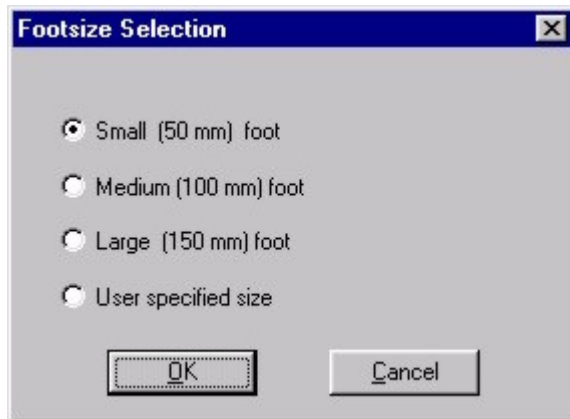 Footsize Selection
Small (50 mm) foot
Medium (100 mm) foot
Large (150 mm) foot
User specified size
OK Cancel